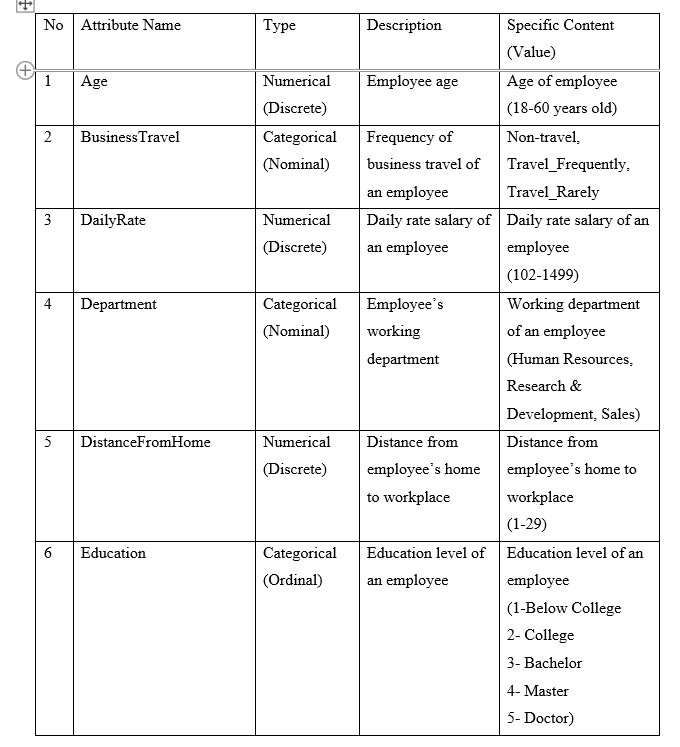 No Attribute Name Type Description Specific Content
(Value)
1 Age Numerical Employee age Age of employee
(Discrete) (18-60 years old)
2 BusinessTravel Categorical Frequency of Non-travel,
(Nominal) business travel of Travel_Frequently,
an employee Travel_Rarely
3 DailyRate Numerical Daily rate salary of Daily rate salary of an
(Discrete) an employee employee
(102-1499)
4 Department Categorical Employee's Working department
(Nominal) working of an employee
department (Human Resources,
Research &
Development, Sales)
5 DistanceFromHome Numerical Distance from Distance from
(Discrete) employee's home employee's home to
to workplace workplace
(1-29)
6 Education Categorical Education level of Education level of an
(Ordinal) an employee employee
(1-Below College
2- College
3- Bachelor
4- Master
5- Doctor)